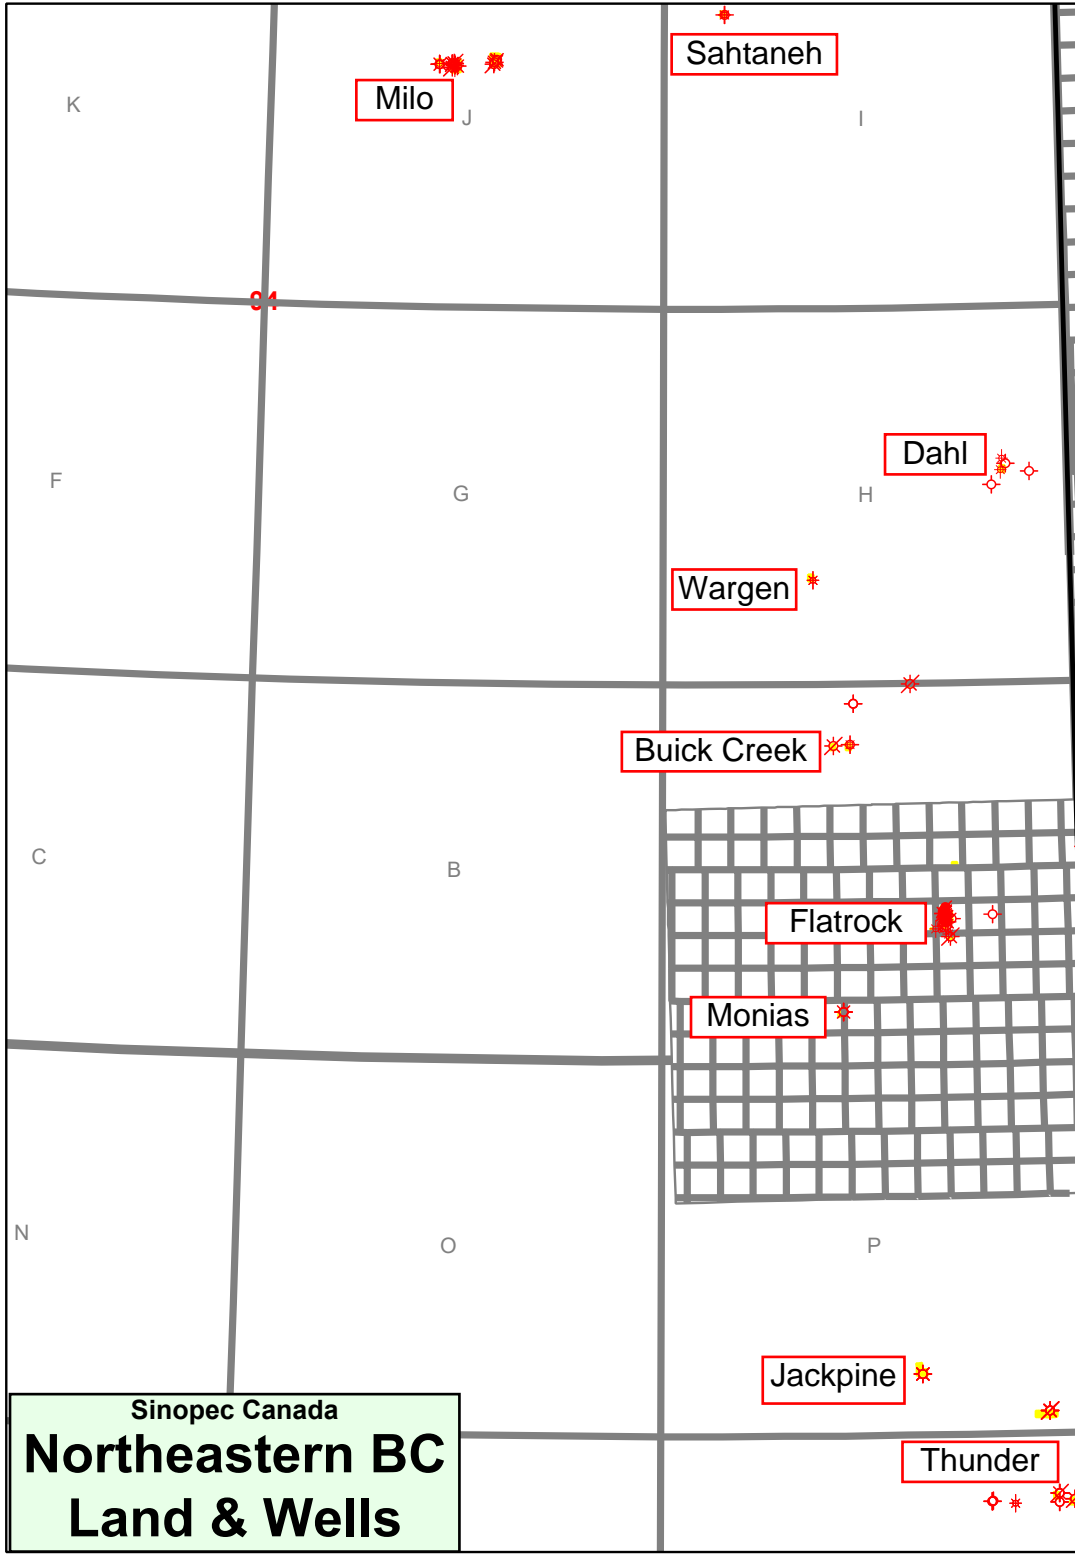 Sahtaneh
Milo
K
J
I
94
Dahl
F
G
H
Wargen
Buick Creek
C
B
Flatrock
Monias
N
O
P
Jackpine
Sinopec Canada
Northeastern BC
Land & Wells
Thunder